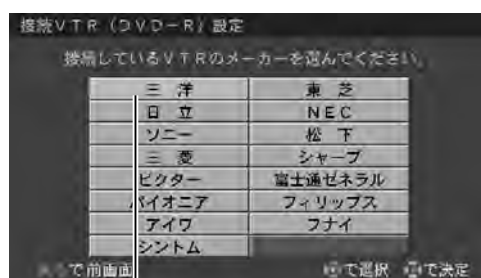 接続VTR（DVD-R）設定
接続しているVTRのメーカーを選んでください。
三 洋 東 芝
日 立 NEC
ソニー 松 下
三 菱 シャープ
ビクター 富士通ゼネラル
パイオニア フィリップス
アイワ フナイ
シントム
で前画面 で選択 で決定